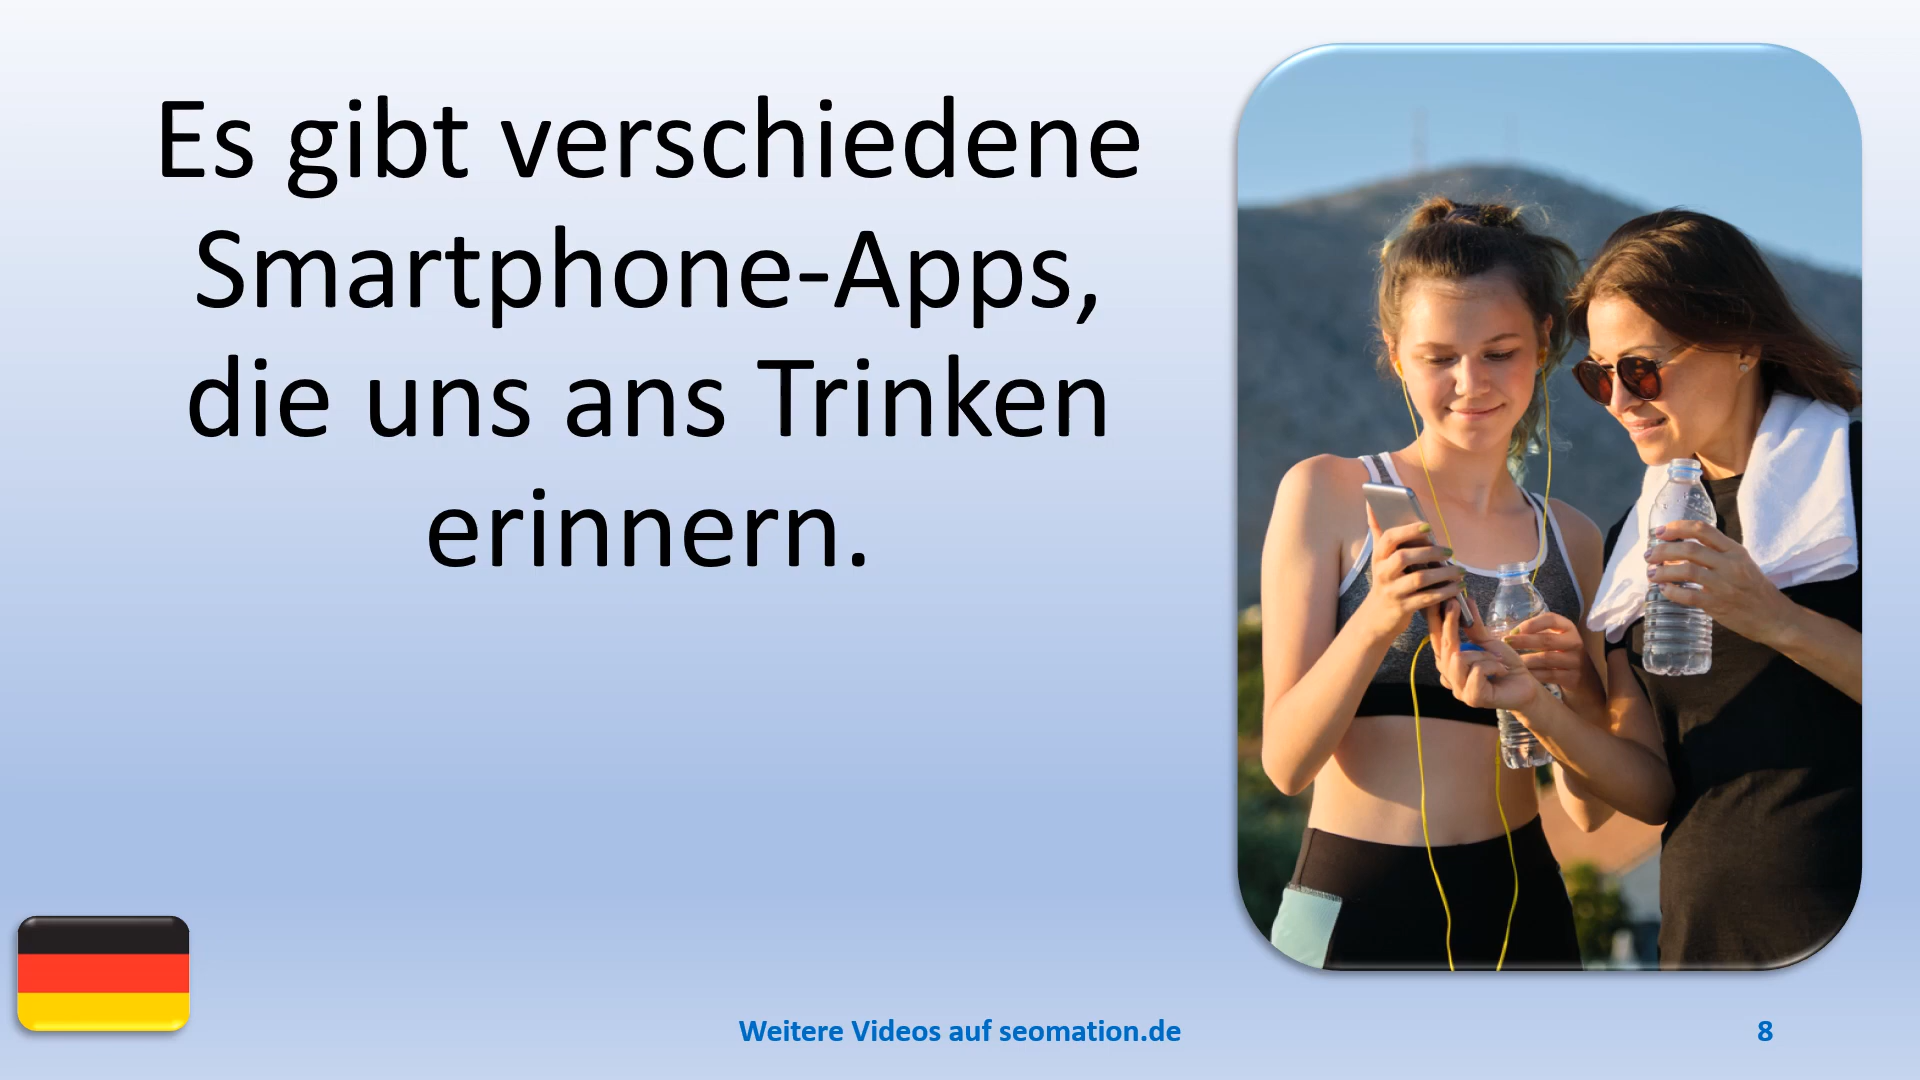 Es gibt verschiedene
Smartphone-Apps,
die uns ans Trinken
erinnern.
Weitere Videos auf seomation.de
8